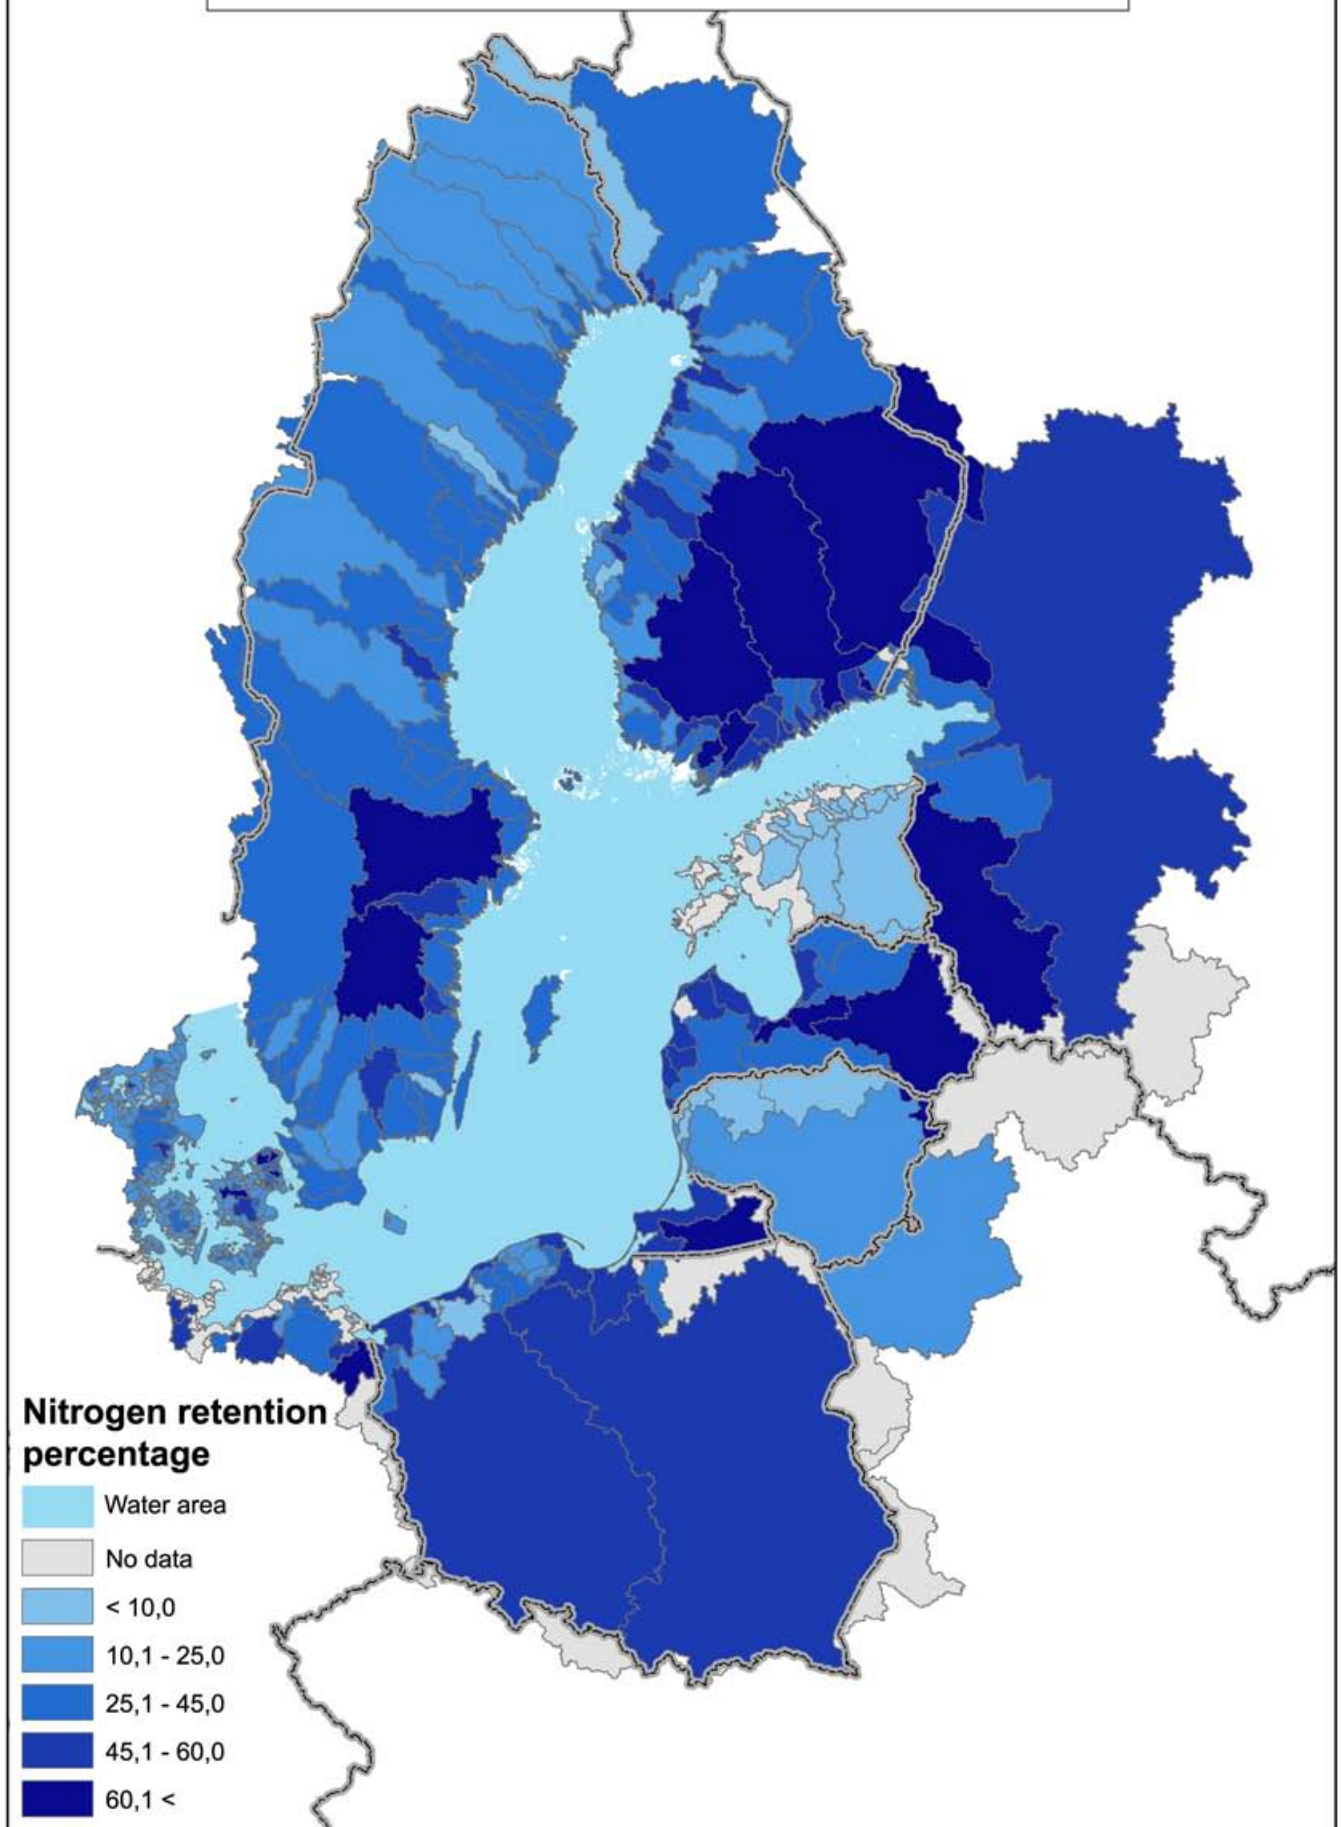 Nitrogen retention
percentage
Water area
No data
< 10,0
10,1 - 25,0
25,1 - 45,0
45,1 - 60,0
60,1 <